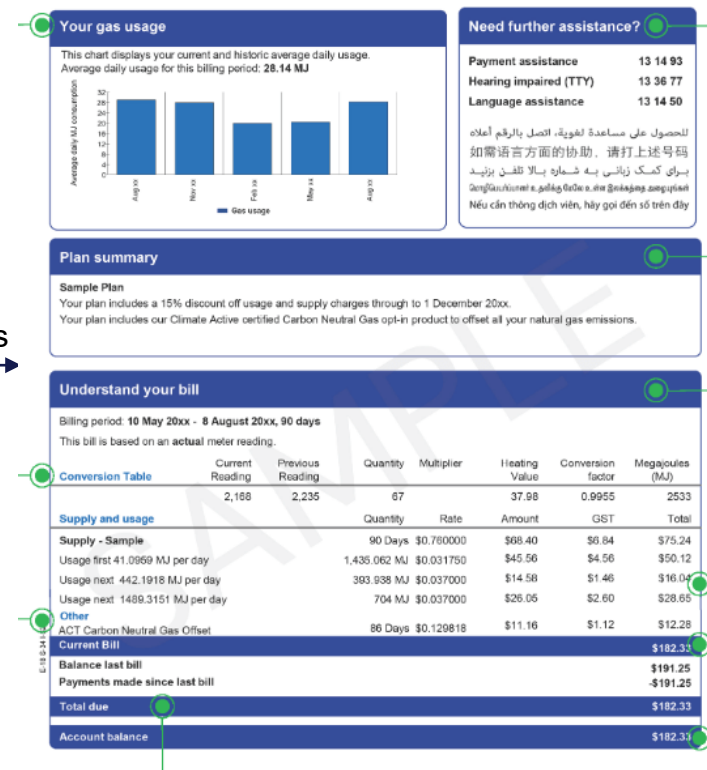 Your gas usage
This chart displays your current and historic average daily usage.
Average daily usage for this billing period: 28.14 MJ
Average daily MJ consumption
32
28
24
20
16
12
8
4
0
Aug xx
Nov xx
Feb xx
May xx
Aug xx
Gas usage
Need further assistance?
Payment assistance 13 14 93
Hearing impaired (TTY) 13 36 77
Language assistance 13 14 50
للحصول على مساعدة لغوية، اتصل بالرقم أعلاه
如需语言方面的协助，请打上述号码
برای کمک زبانی به شماره بالا تلفن بزنید
Nếu cần thông dịch viên, hãy gọi đến số trên đây
Plan summary
Sample Plan
Your plan includes a 15% discount off usage and supply charges through to 1 December 20xx.
Your plan includes our Climate Active certified Carbon Neutral Gas opt-in product to offset all your natural gas emissions.
s
Understand your bill
Billing period: 10 May 20xx - 8 August 20xx, 90 days
This bill is based on an actual meter reading.
Conversion Table Current Reading Previous Reading Quantity Multiplier Heating Value Conversion factor Megajoules (MJ)
2,168 2,235 67 37.98 0.9955 2533
Supply and usage Quantity Rate Amount GST Total
Supply - Sample 90 Days $0.760000 $68.40 $6.84 $75.24
Usage first 41.0959 MJ per day 1,435.062 MJ $0.031750 $45.56 $4.56 $50.12
Usage next 442.1918 MJ per day 393.938 MJ $0.037000 $14.58 $1.46 $16.04
Usage next 1489.3151 MJ per day 704 MJ $0.037000 $26.05 $2.60 $28.65
Other
ACT Carbon Neutral Gas Offset 86 Days $0.129818 $11.16 $1.12 $12.28
Current Bill $182.33
Balance last bill $191.25
Payments made since last bill -$191.25
Total due $182.33
Account balance $182.33
SAMPLE